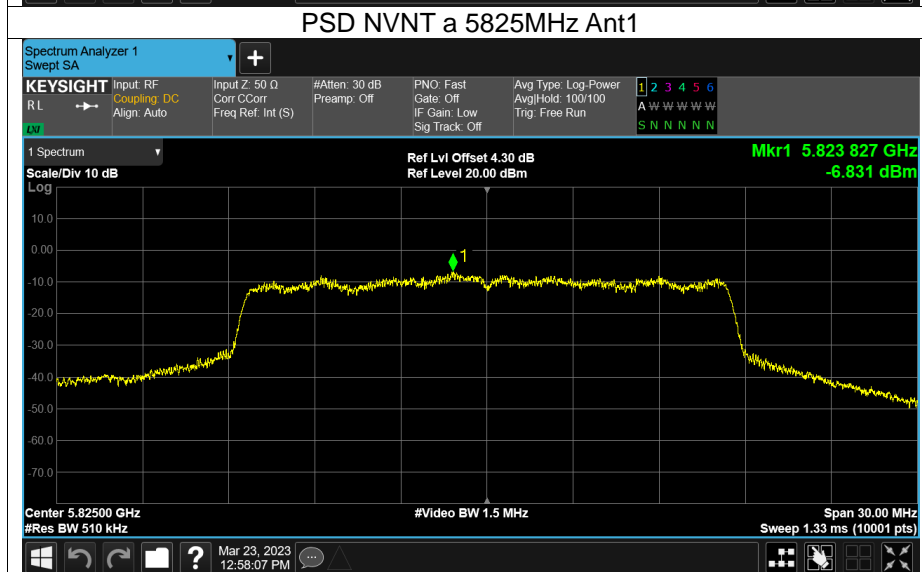 PSD NVNT a 5825MHz Ant1
Spectrum Analyzer 1
Swept SA
+
KEYSIGHT
R L
LXI
Input: RF
Coupling: DC
Align: Auto
Input Z: 50 Ω
Corr CCorr
Freq Ref: Int (S)
#Atten: 30 dB
Preamp: Off
PNO: Fast
Gate: Off
IF Gain: Low
Sig Track: Off
Avg Type: Log-Power
Avg|Hold: 100/100
Trig: Free Run
1 2 3 4 5 6
A W W W W W
S N N N N N
1 Spectrum
Scale/Div 10 dB
Ref Lvl Offset 4.30 dB
Ref Level 20.00 dBm
Mkr1 5.823 827 GHz
-6.831 dBm
Log
10.0
0.00
-10.0
-20.0
-30.0
-40.0
-50.0
-60.0
-70.0
1
Center 5.82500 GHz
#Res BW 510 kHz
#Video BW 1.5 MHz
Span 30.00 MHz
Sweep 1.33 ms (10001 pts)
?
Mar 23, 2023
12:58:07 PM